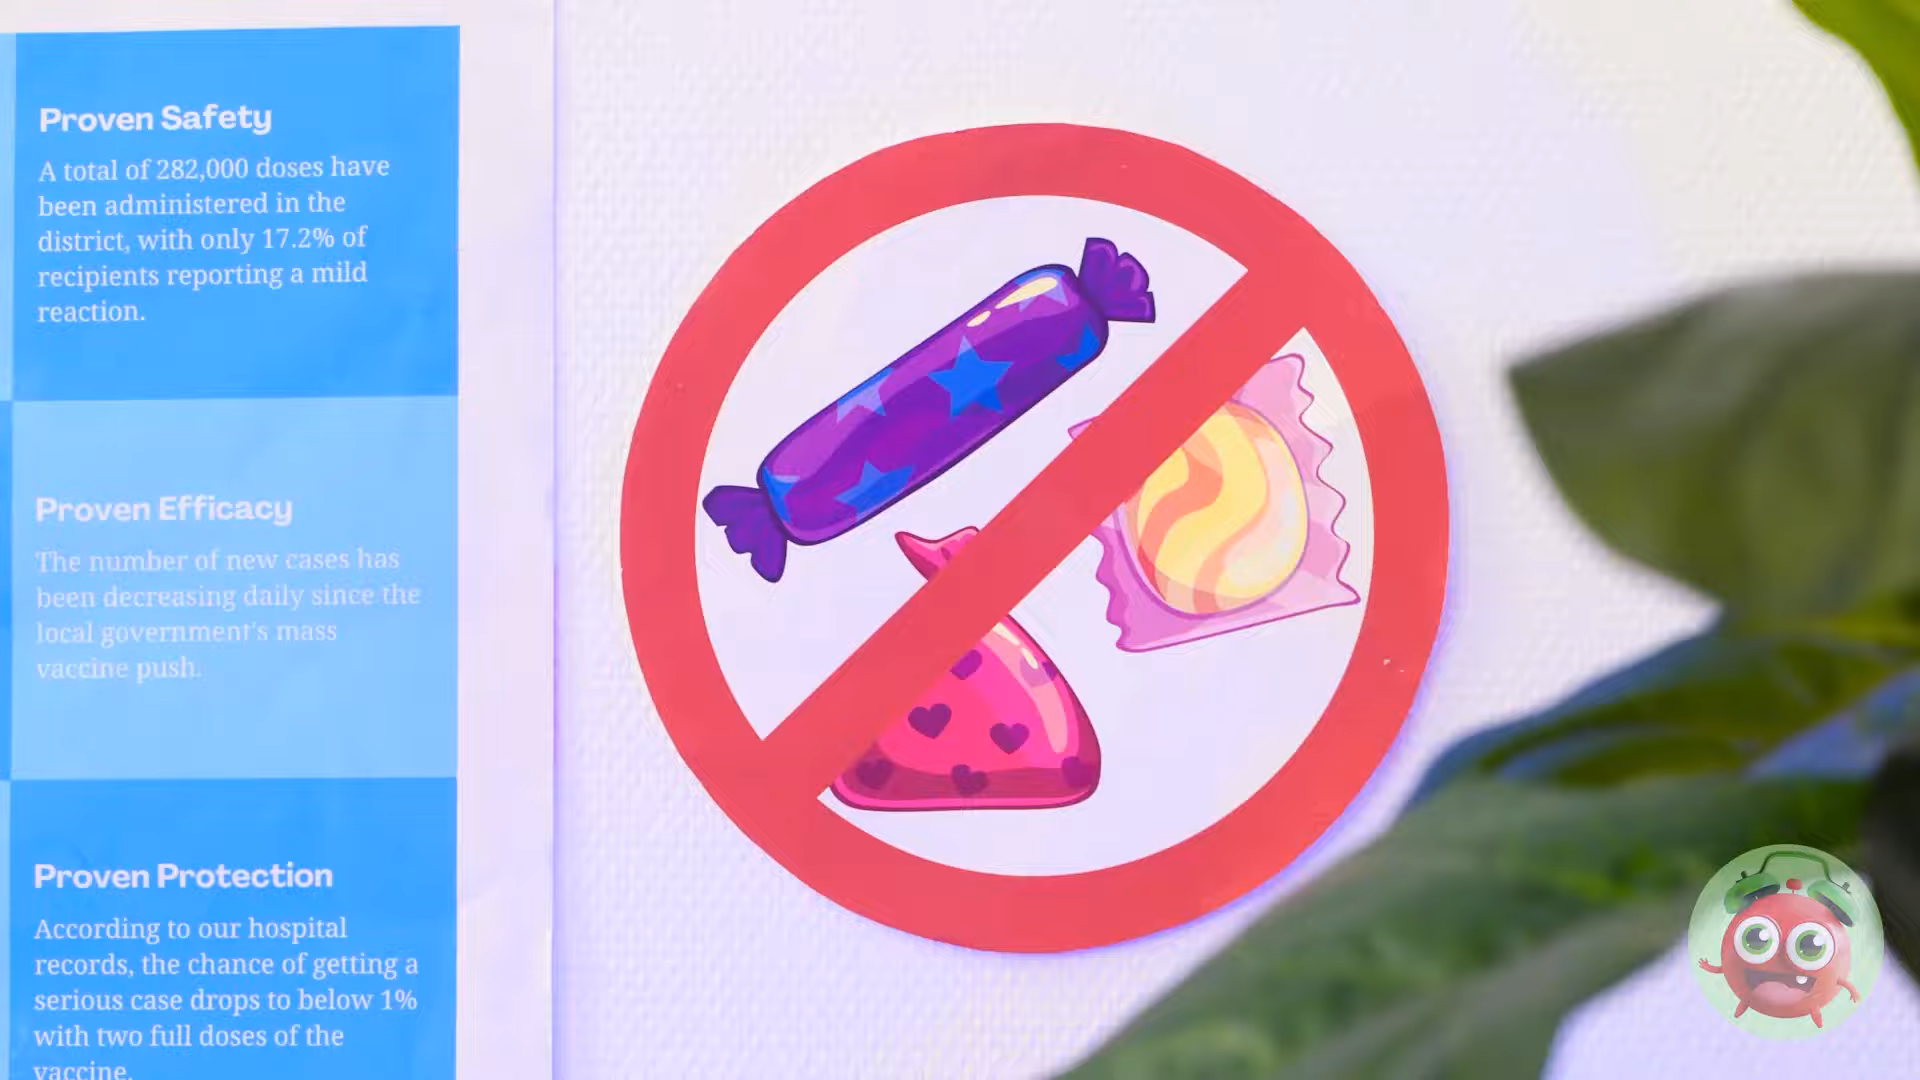 Proven Safety
A total of 282,000 doses have
been administered in the
district, with only 17.2% of
recipients reporting a mild
reaction.
Proven Efficacy
The number of new cases has
been decreasing daily since the
local government's mass
vaccine push.
Proven Protection
According to our hospital
records, the chance of getting a
serious case drops to below 1%
with two full doses of the
vaccine.